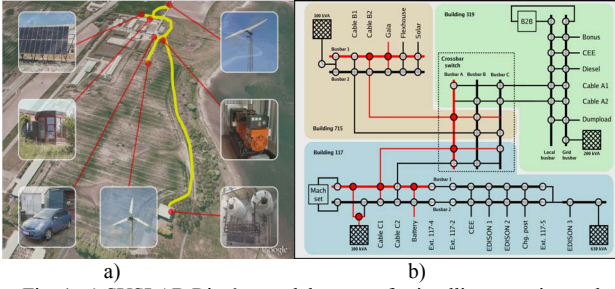 Google
100 kVA
Cable B1
Cable B2
Gaia
Flexhouse
Solar
Busbar 1
Busbar 2
Building 715
Building 319
B2B
Bonus
CEE
Diesel
Cable A1
Cable A2
Dumpload
200 kVA
Local
busbar
Grid
busbar
Crossbar
switch
Busbar A
Busbar B
Busbar C
Building 117
Mach
set
Busbar 1
Busbar 2
Cable C1
Cable C2
Battery
Ext. 117-4
Ext. 117-2
CEE
EDISON 1
EDISON 2
Chg. post
Ext. 117-5
EDISON 3
630 kVA
a)
b)